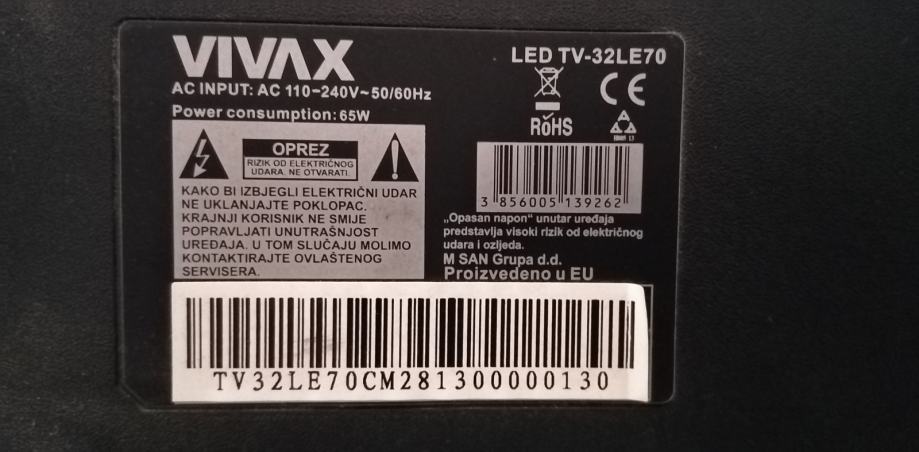 VIVAX
LED TV-32LE70
AC INPUT: AC 110-240V~50/60Hz
Power consumption: 65W
CE
RoHS
OPREZ
RIZIK OD ELEKTRIČNOG
UDARA. NE OTVARATI.
KAKO BI IZBJEGLI ELEKTRIČNI UDAR
NE UKLANJAJTE POKLOPAC.
KRAJNJI KORISNIK NE SMIJE
POPRAVLJATI UNUTRAŠNJOST
UREĐAJA. U TOM SLUČAJU MOLIMO
KONTAKTIRAJTE OVLAŠTENOG
SERVISERA.
3 856005 139262
„Opasan napon" unutar uređaja
predstavlja visoki rizik od električnog
udara i ozljeda.
M SAN Grupa d.d.
Proizvedeno u EU
TV32LE70CM281300000130